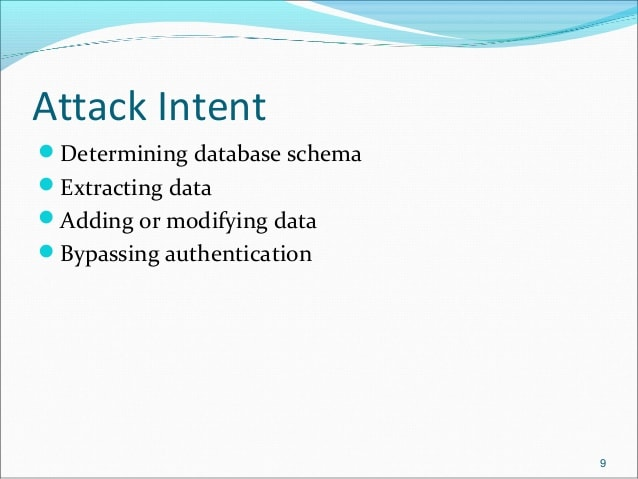 Attack Intent
Determining database schema
Extracting data
Adding or modifying data
Bypassing authentication
9